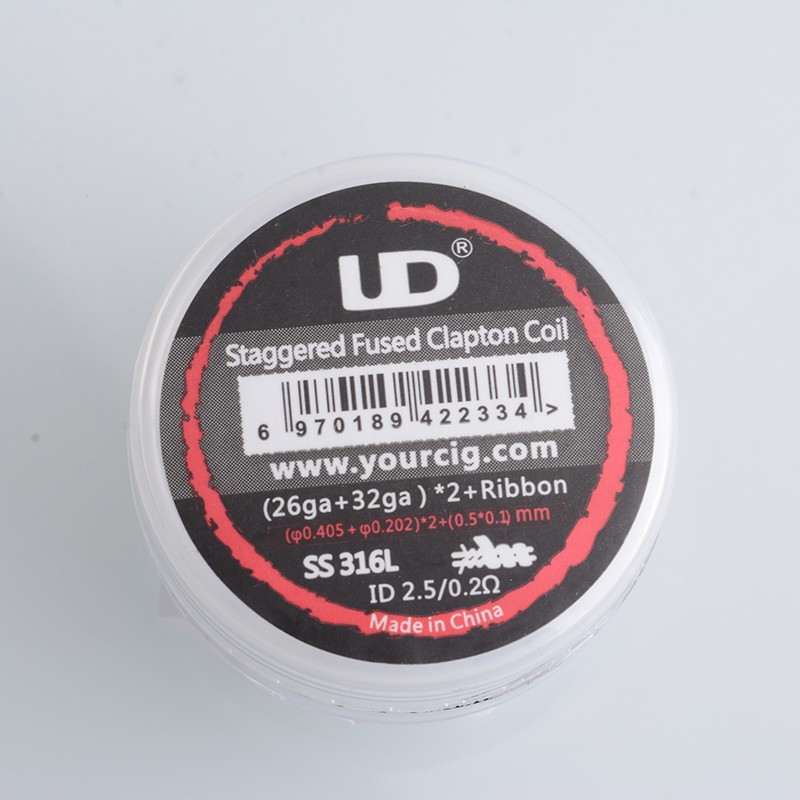 UD®
Staggered Fused Clapton Coil
6 970189 422334 >
www.yourcig.com
(26ga+32ga )*2+Ribbon
(φ0.405+φ0.202)*2+(0.5*0.1) mm
SS 316L
ID 2.5/0.2Ω
Made in China